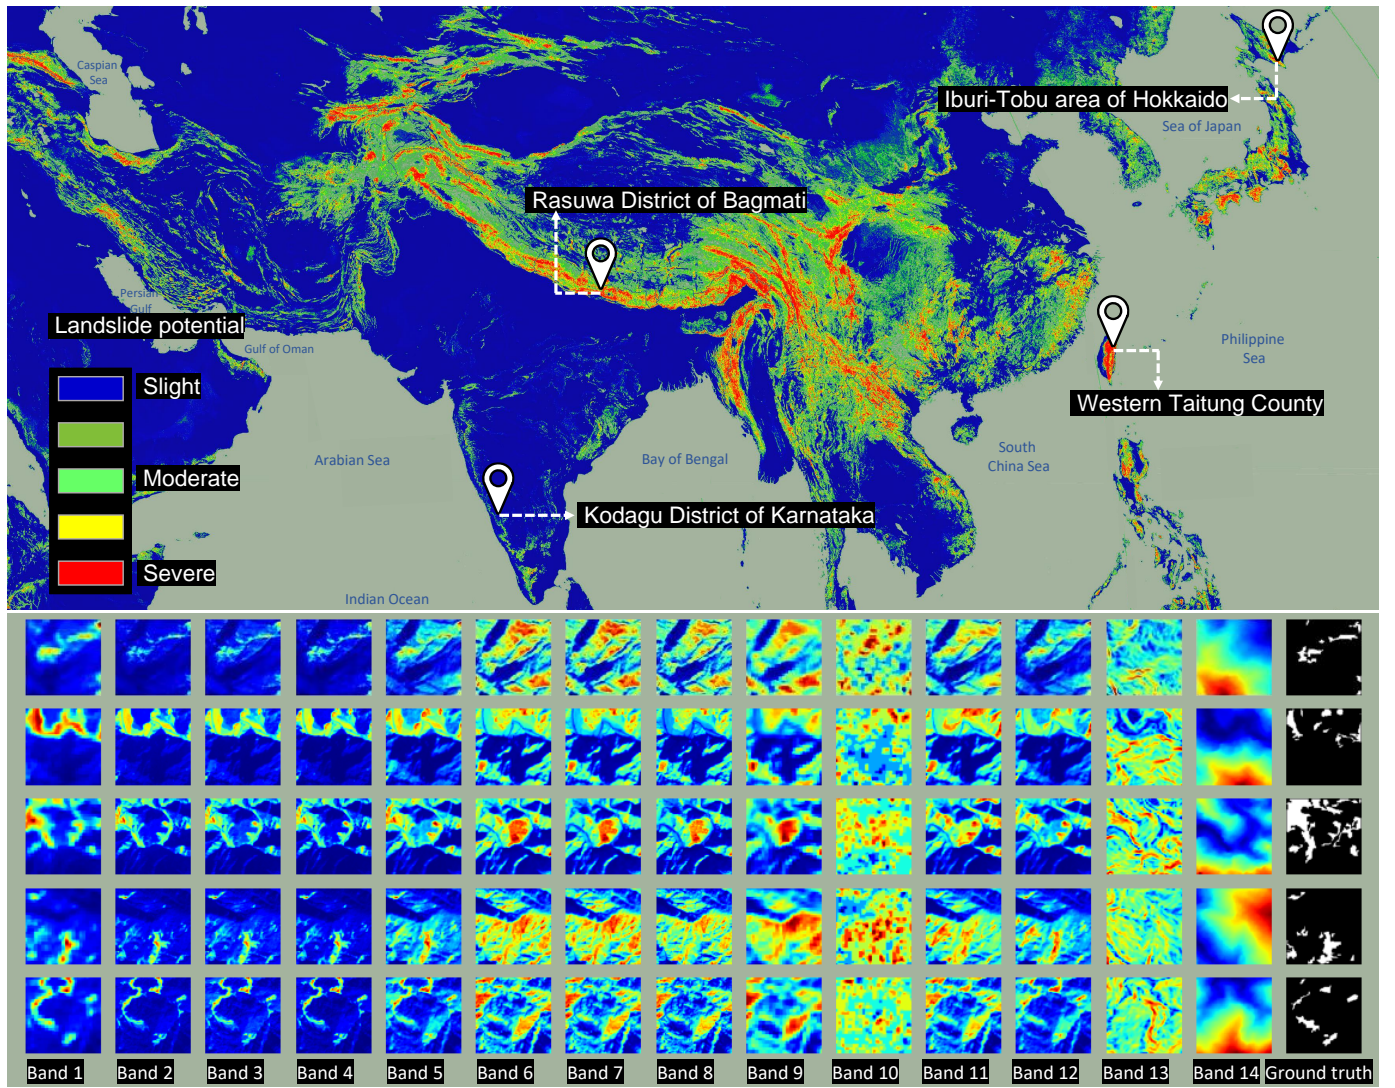 Caspian
Sea
Iburi-Tobu area of Hokkaido
Sea of Japan
Rasuwa District of Bagmati
Persian
Gulf
Landslide potential
Gulf of Oman
Philippine
Sea
Slight
Western Taitung County
Arabian Sea
Bay of Bengal
South
China Sea
Moderate
Kodagu District of Karnataka
Severe
Indian Ocean
Band 1 Band 2 Band 3 Band 4 Band 5 Band 6 Band 7 Band 8 Band 9 Band 10 Band 11 Band 12 Band 13 Band 14 Ground truth